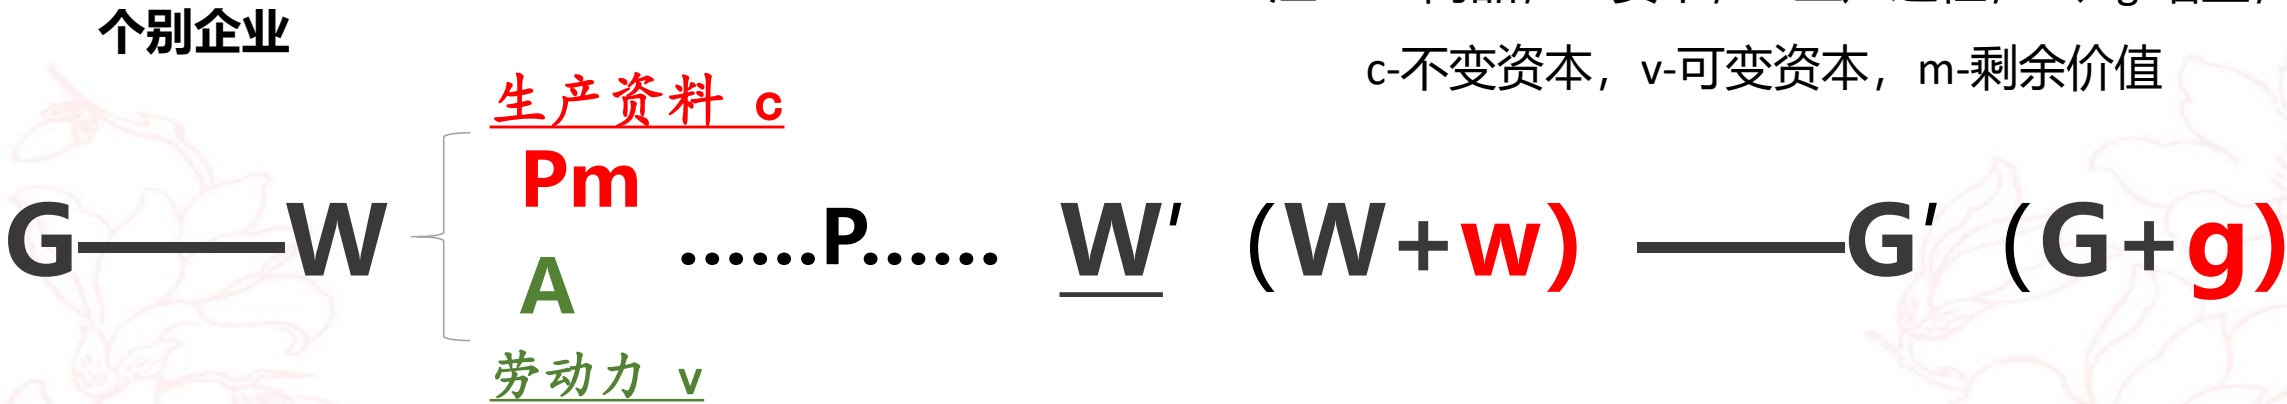 个别企业
c-不变资本，v-可变资本，m-剩余价值
生产资料 c
Pm
G——W ......P...... W′（W+w）——G′（G+g）
A
劳动力 v